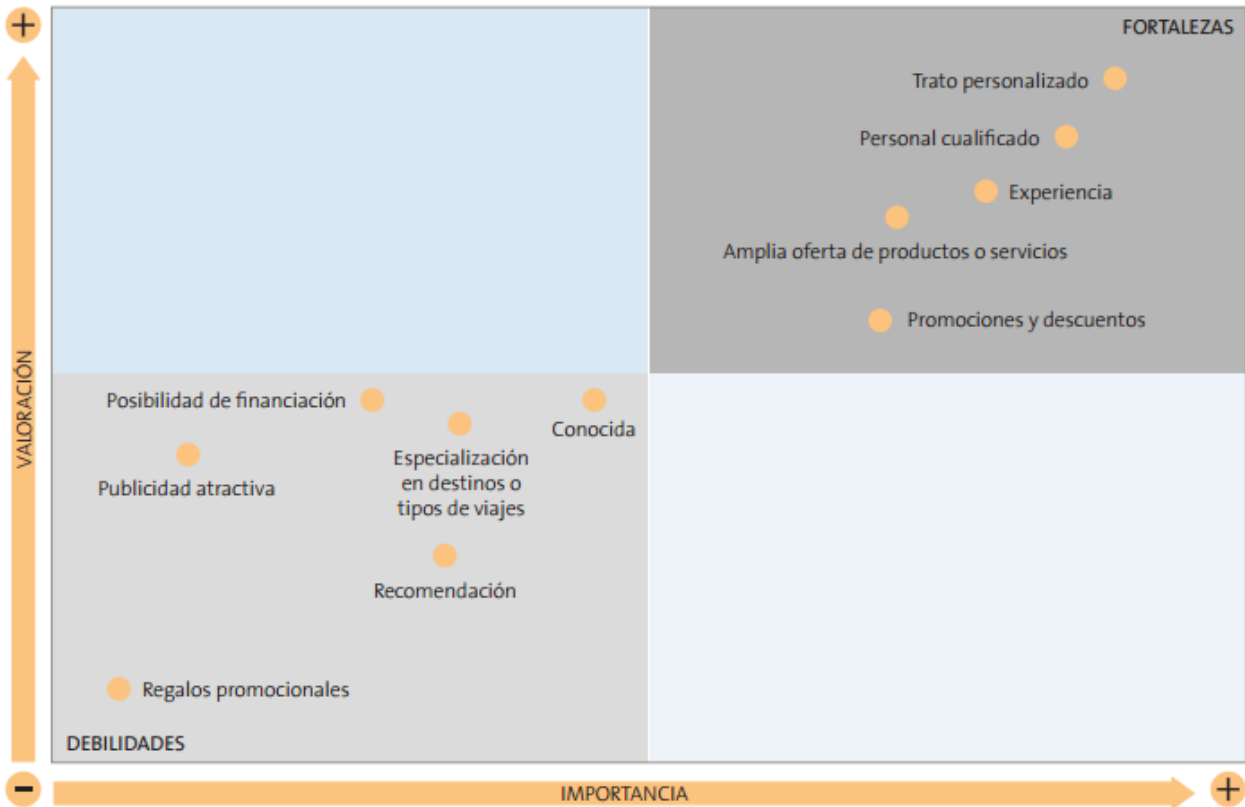 +
FORTALEZAS
Trato personalizado
Personal cualificado
Experiencia
Amplia oferta de productos o servicios
Promociones y descuentos
VALORACIÓN
Posibilidad de financiación
Conocida
Especialización
en destinos o
tipos de viajes
Publicidad atractiva
Recomendación
Regalos promocionales
DEBILIDADES
-
IMPORTANCIA
+